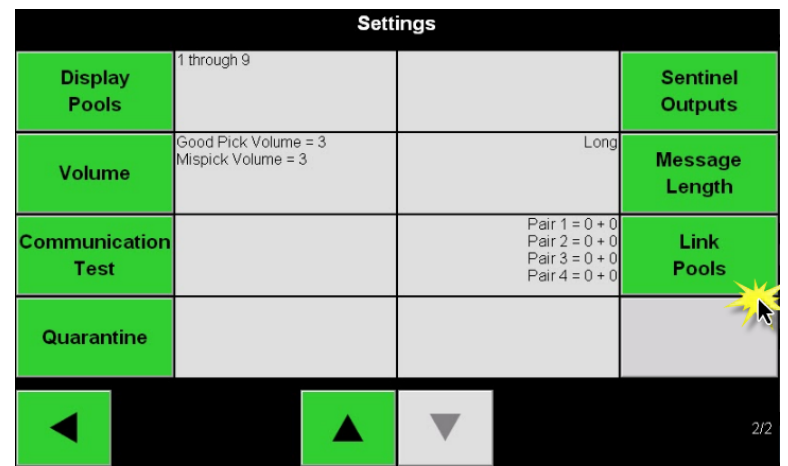 Settings
Display
Pools
1 through 9
Sentinel
Outputs
Volume
Good Pick Volume = 3
Mispick Volume = 3
Long
Message
Length
Communication
Test
Pair 1 = 0 + 0
Pair 2 = 0 + 0
Pair 3 = 0 + 0
Pair 4 = 0 + 0
Link
Pools
Quarantine
2/2